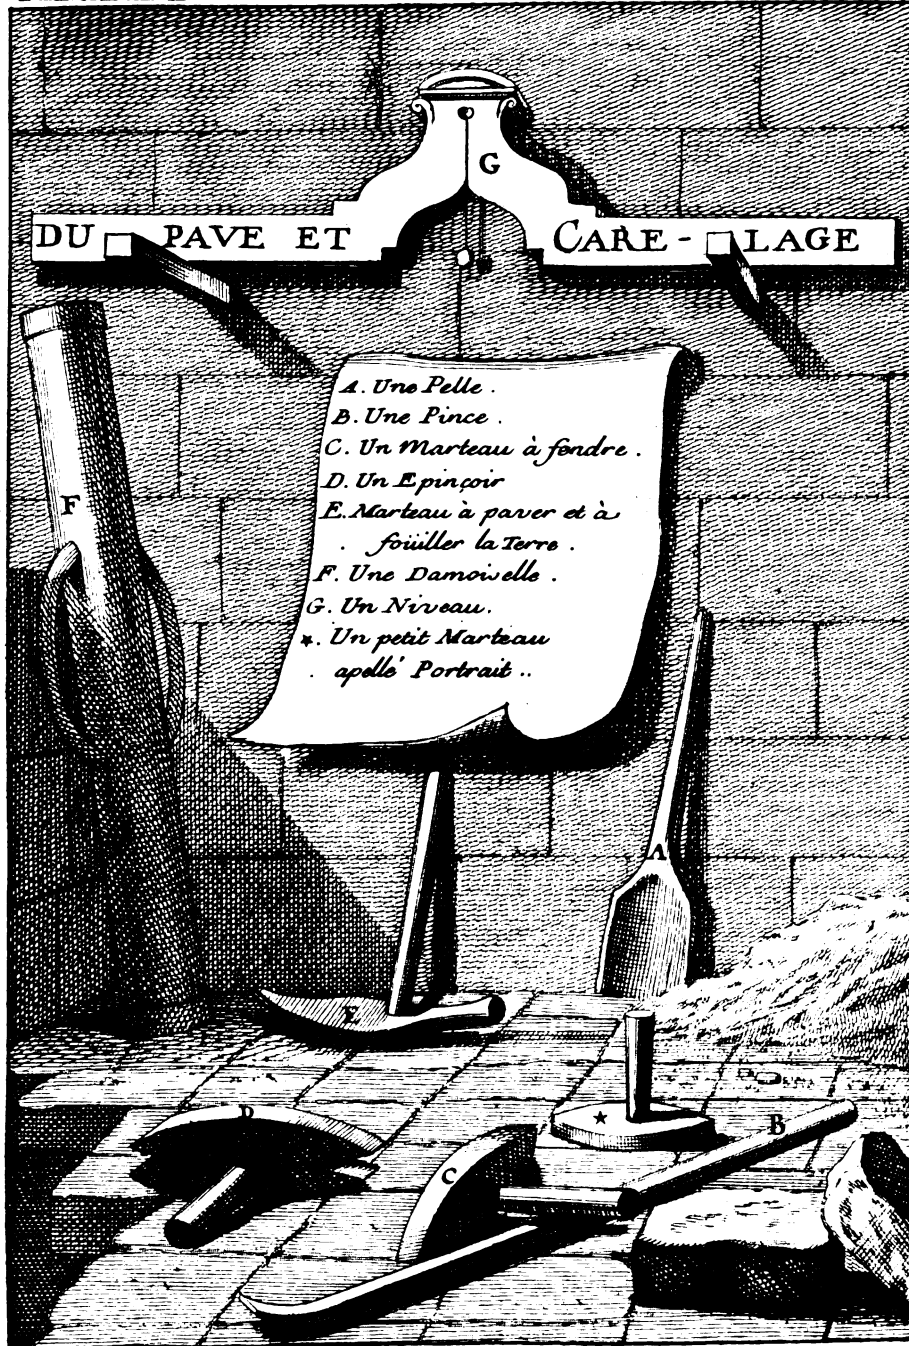 DU PAVE ET CARE-LAGE
G
A. Une Pelle.
B. Une Pince.
C. Un Marteau à fendre.
D. Un Epinçoir
E. Marteau à paver et à
. foüiller la Terre.
F. Une Damoiselle.
G. Un Niveau.
★. Un petit Marteau
. apellé Portrait..
F
A
E
D
★
B
C